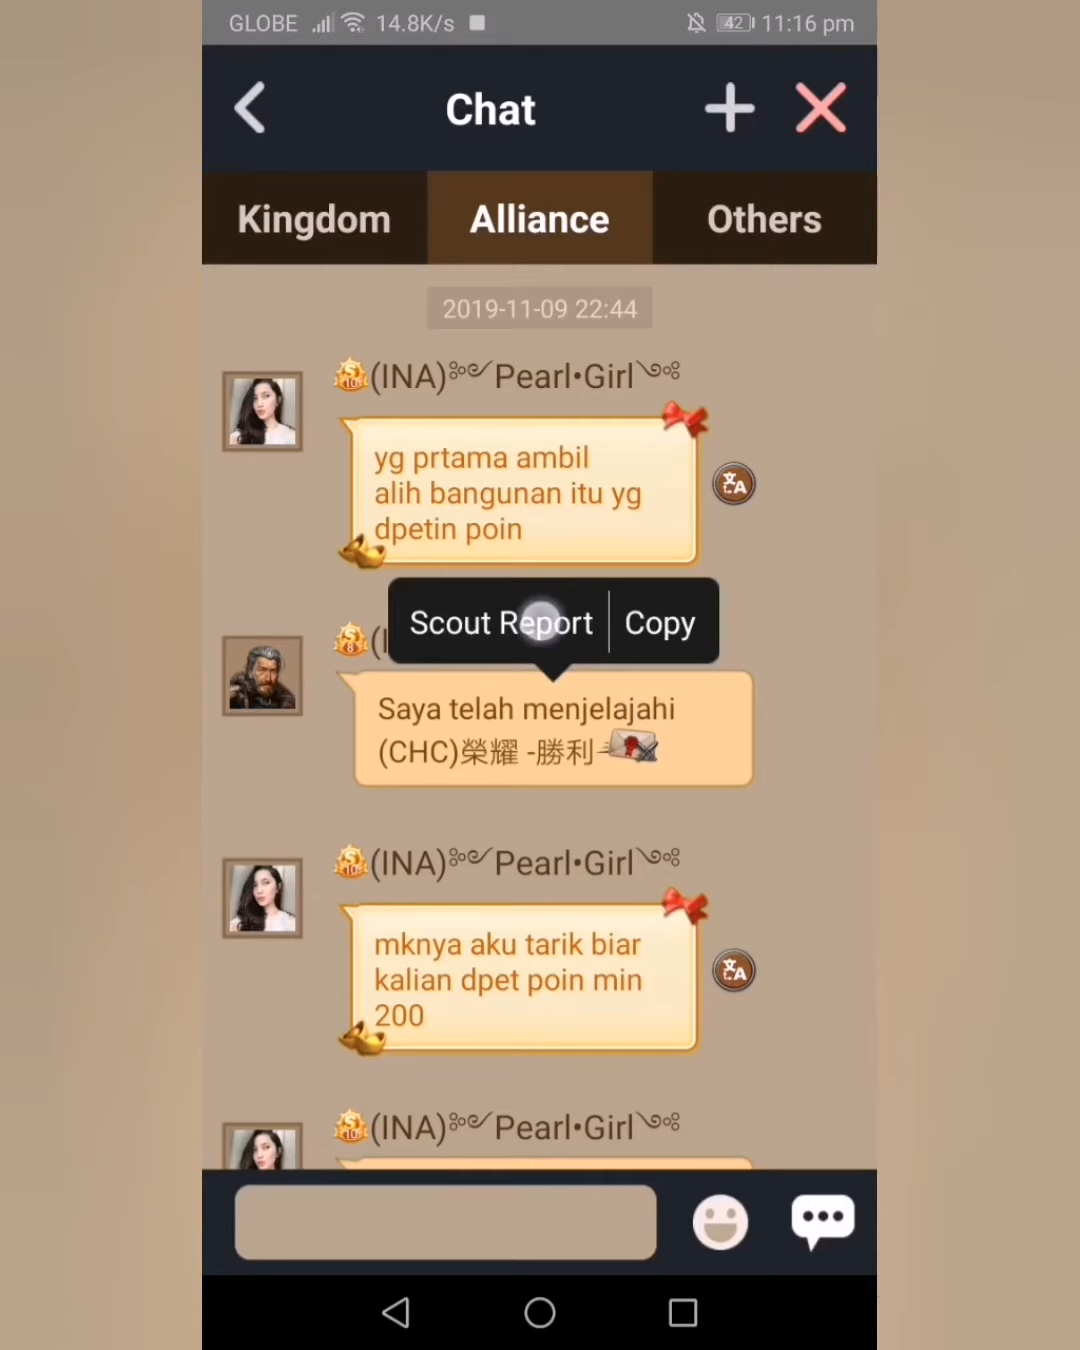 GLOBE 14.8K/s 42 11:16 pm
Chat
Kingdom Alliance Others
2019-11-09 22:44
(INA)Pearl•Girl
yg prtama ambil
alih bangunan itu yg
dpetin poin
Scout Report Copy
Saya telah menjelajahi
(CHC)榮耀 -勝利
(INA)Pearl•Girl
mknya aku tarik biar
kalian dpet poin min
200
(INA)Pearl•Girl